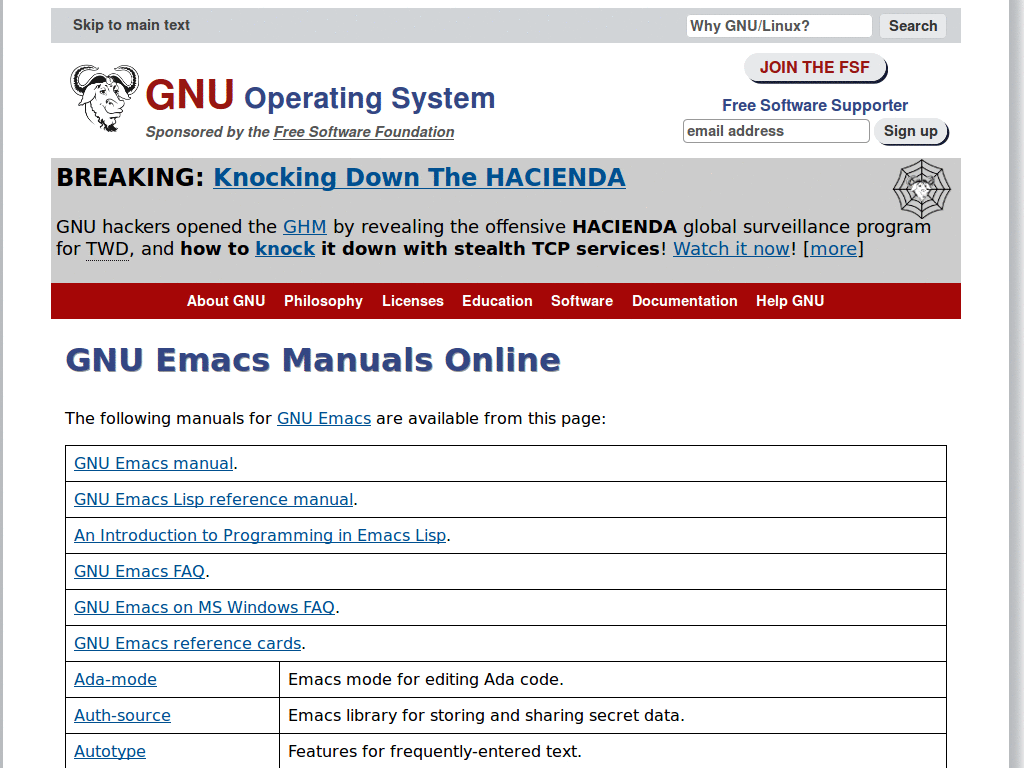 Skip to main text
Why GNU/Linux?
Search
JOIN THE FSF
GNU Operating System
Free Software Supporter
Sponsored by the Free Software Foundation
email address
Sign up
BREAKING: Knocking Down The HACIENDA
GNU hackers opened the GHM by revealing the offensive HACIENDA global surveillance program
for TWD, and how to knock it down with stealth TCP services! Watch it now! [more]
About GNU Philosophy Licenses Education Software Documentation Help GNU
GNU Emacs Manuals Online
The following manuals for GNU Emacs are available from this page:
GNU Emacs manual.
GNU Emacs Lisp reference manual.
An Introduction to Programming in Emacs Lisp.
GNU Emacs FAQ.
GNU Emacs on MS Windows FAQ.
GNU Emacs reference cards.
Ada-mode Emacs mode for editing Ada code.
Auth-source Emacs library for storing and sharing secret data.
Autotype Features for frequently-entered text.